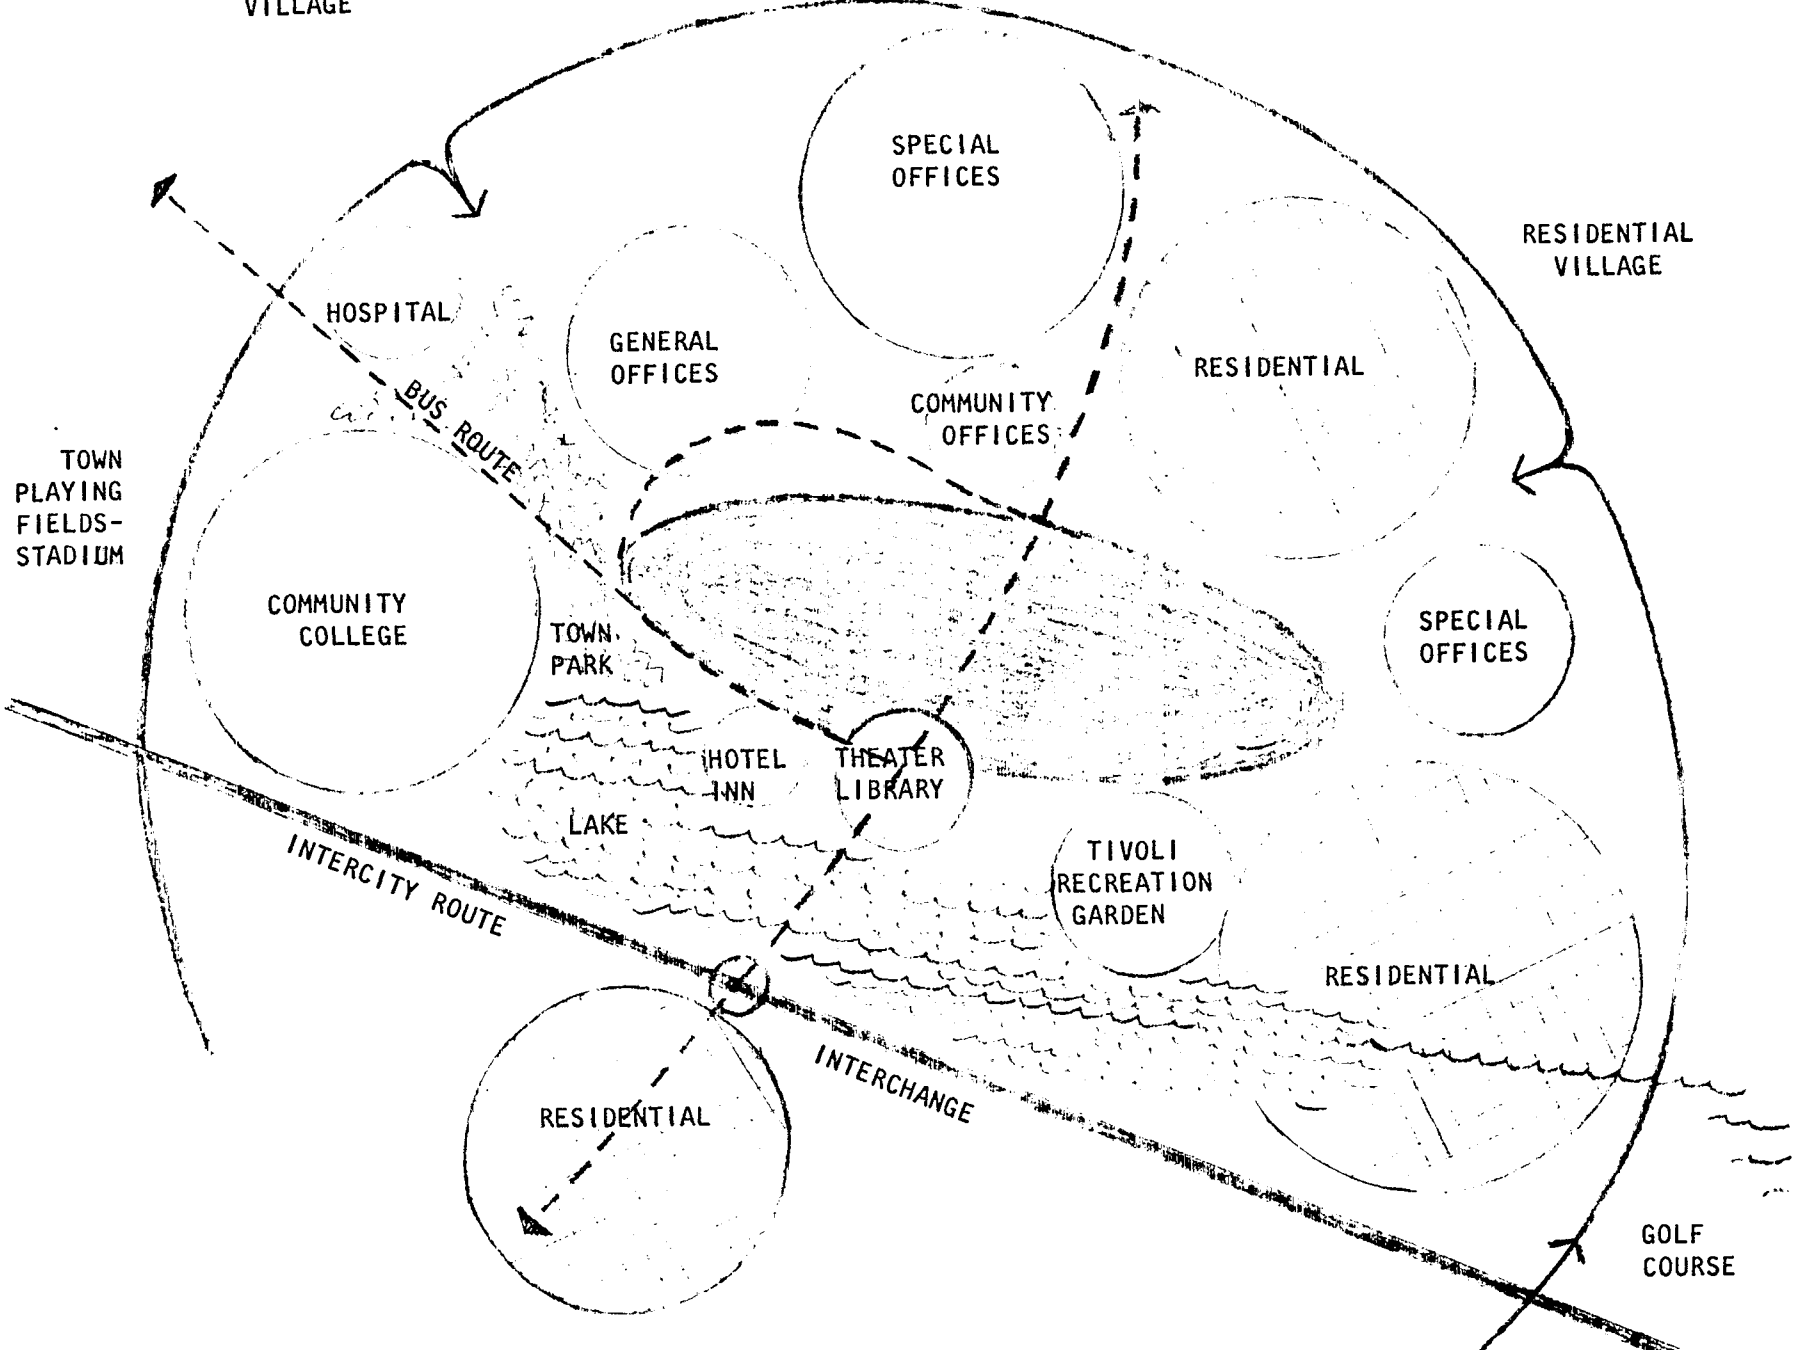 VILLAGE
SPECIAL
OFFICES
RESIDENTIAL
VILLAGE
HOSPITAL
GENERAL
OFFICES
RESIDENTIAL
COMMUNITY
OFFICES
BUS ROUTE
TOWN
PLAYING
FIELDS-
STADIUM
COMMUNITY
COLLEGE
TOWN
PARK
SPECIAL
OFFICES
HOTEL
INN
THEATER
LIBRARY
LAKE
TIVOLI
RECREATION
GARDEN
INTERCITY ROUTE
RESIDENTIAL
INTERCHANGE
RESIDENTIAL
GOLF
COURSE